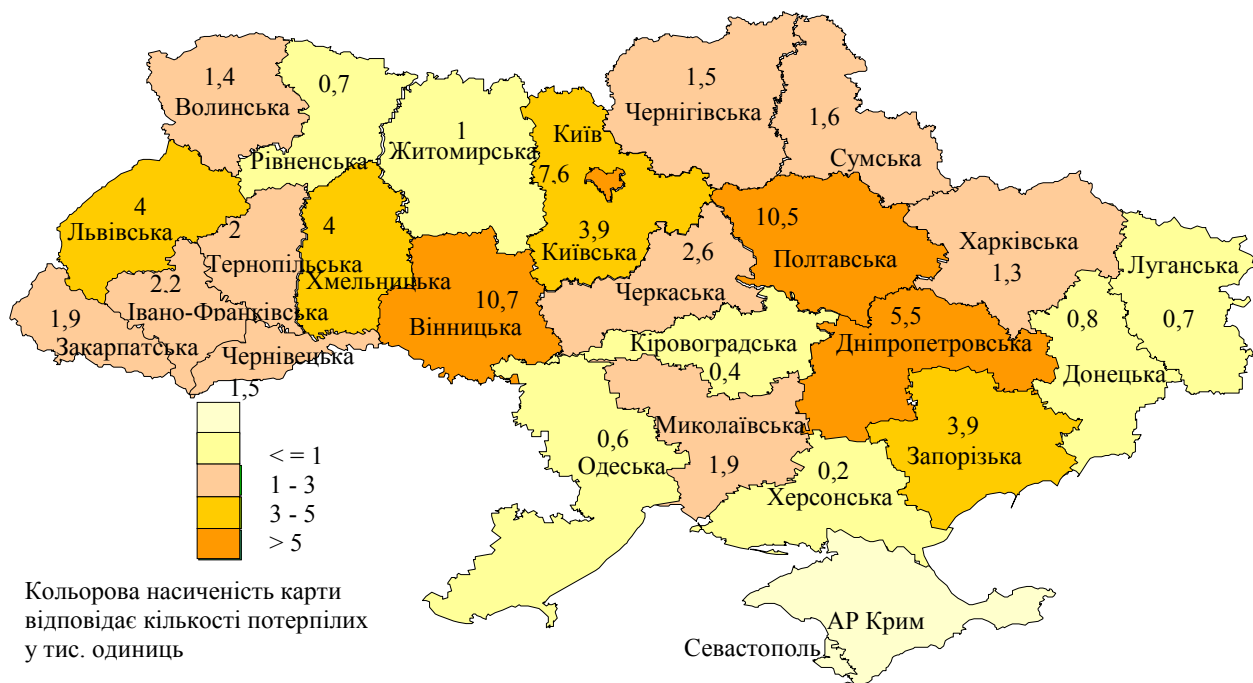 1,4
Волинська
0,7
Рівненська
1
Житомирська
Київ
7,6
3,9
Київська
1,5
Чернігівська
1,6
Сумська
4
Львівська
2
Тернопільська
4
Хмельницька
10,7
Вінницька
2,6
Черкаська
10,5
Полтавська
Харківська
1,3
Луганська
0,7
2,2
Івано-Франківська
1,9
Закарпатська
Чернівецька
1,5
Кіровоградська
0,4
5,5
Дніпропетровська
0,8
Донецька
0,6
Одеська
Миколаївська
1,9
3,9
Запорізька
0,2
Херсонська
АР Крим
Севастополь
< = 1
1 - 3
3 - 5
> 5
Кольорова насиченість карти
відповідає кількості потерпілих
у тис. одиниць